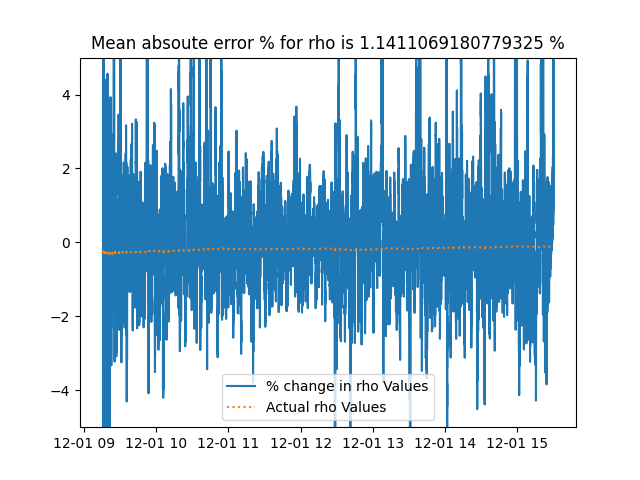 Mean absoute error % for rho is 1.1411069180779325 %
4
2
0
−2
−4
% change in rho Values
Actual rho Values
12-01 09 12-01 10 12-01 11 12-01 12 12-01 13 12-01 14 12-01 15